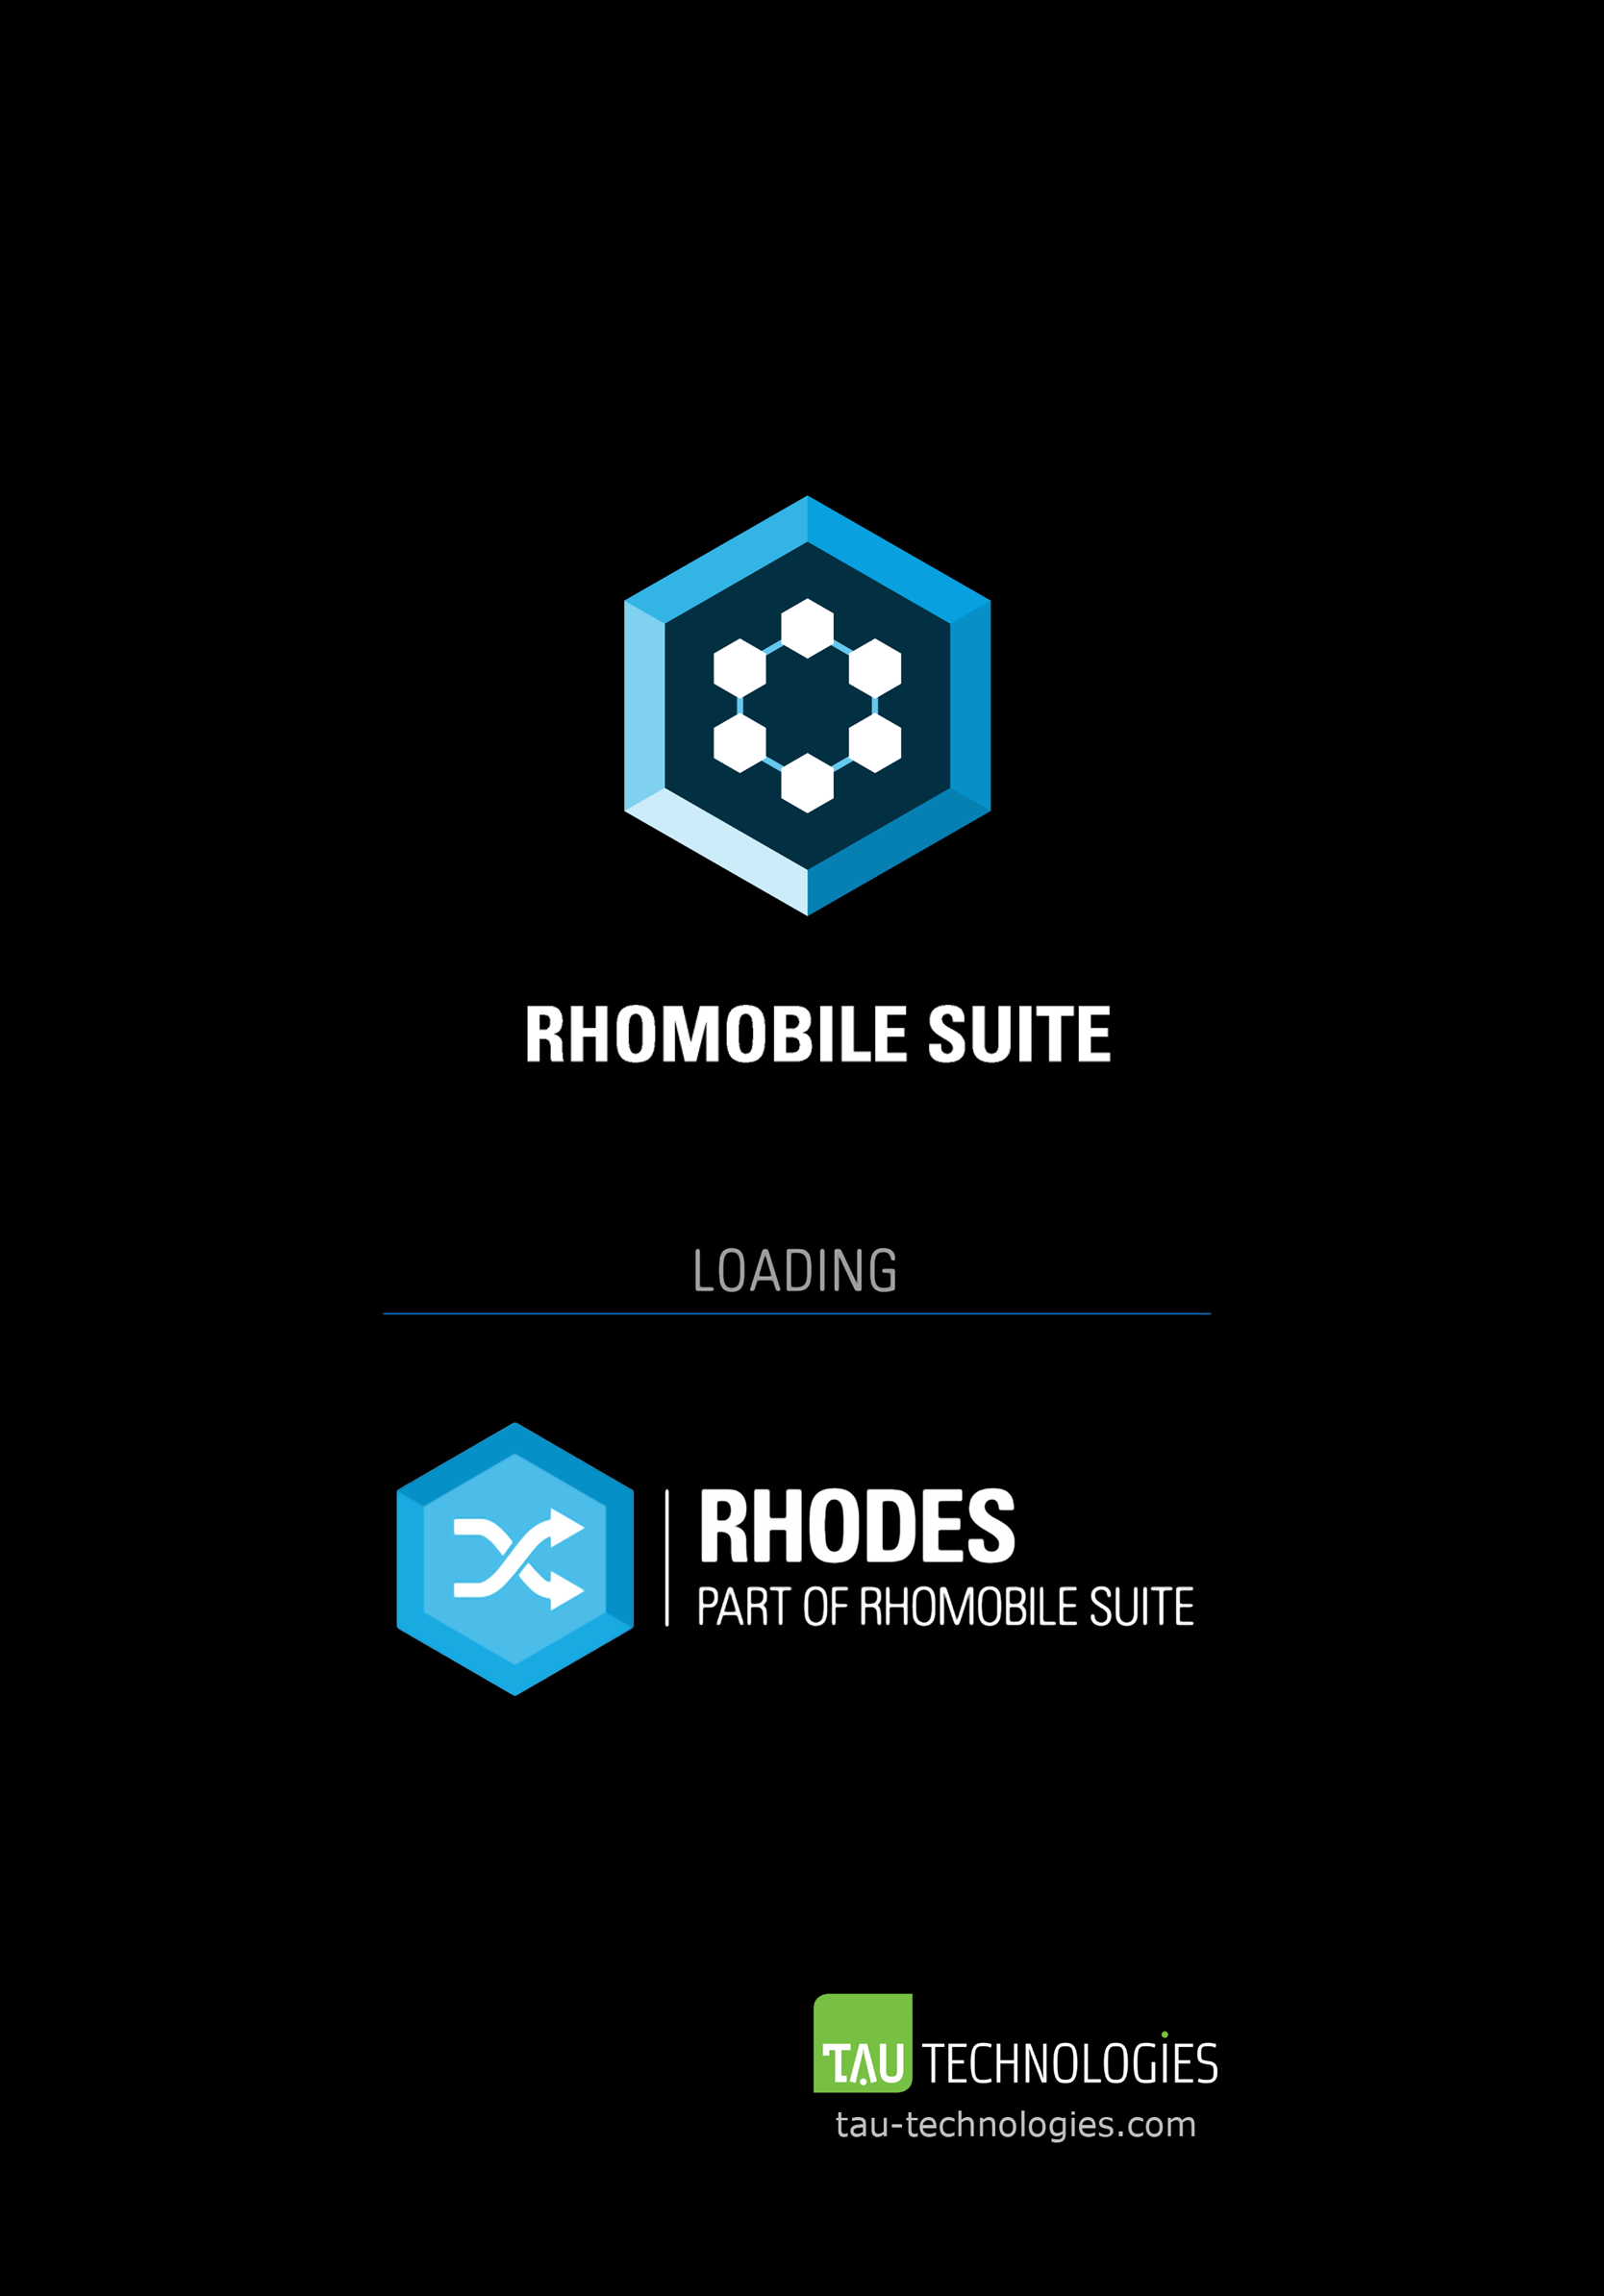 RHOMOBILE SUITE
LOADING
RHODES
PART OF RHOMOBILE SUITE
TAU TECHNOLOGIES
tau-technologies.com